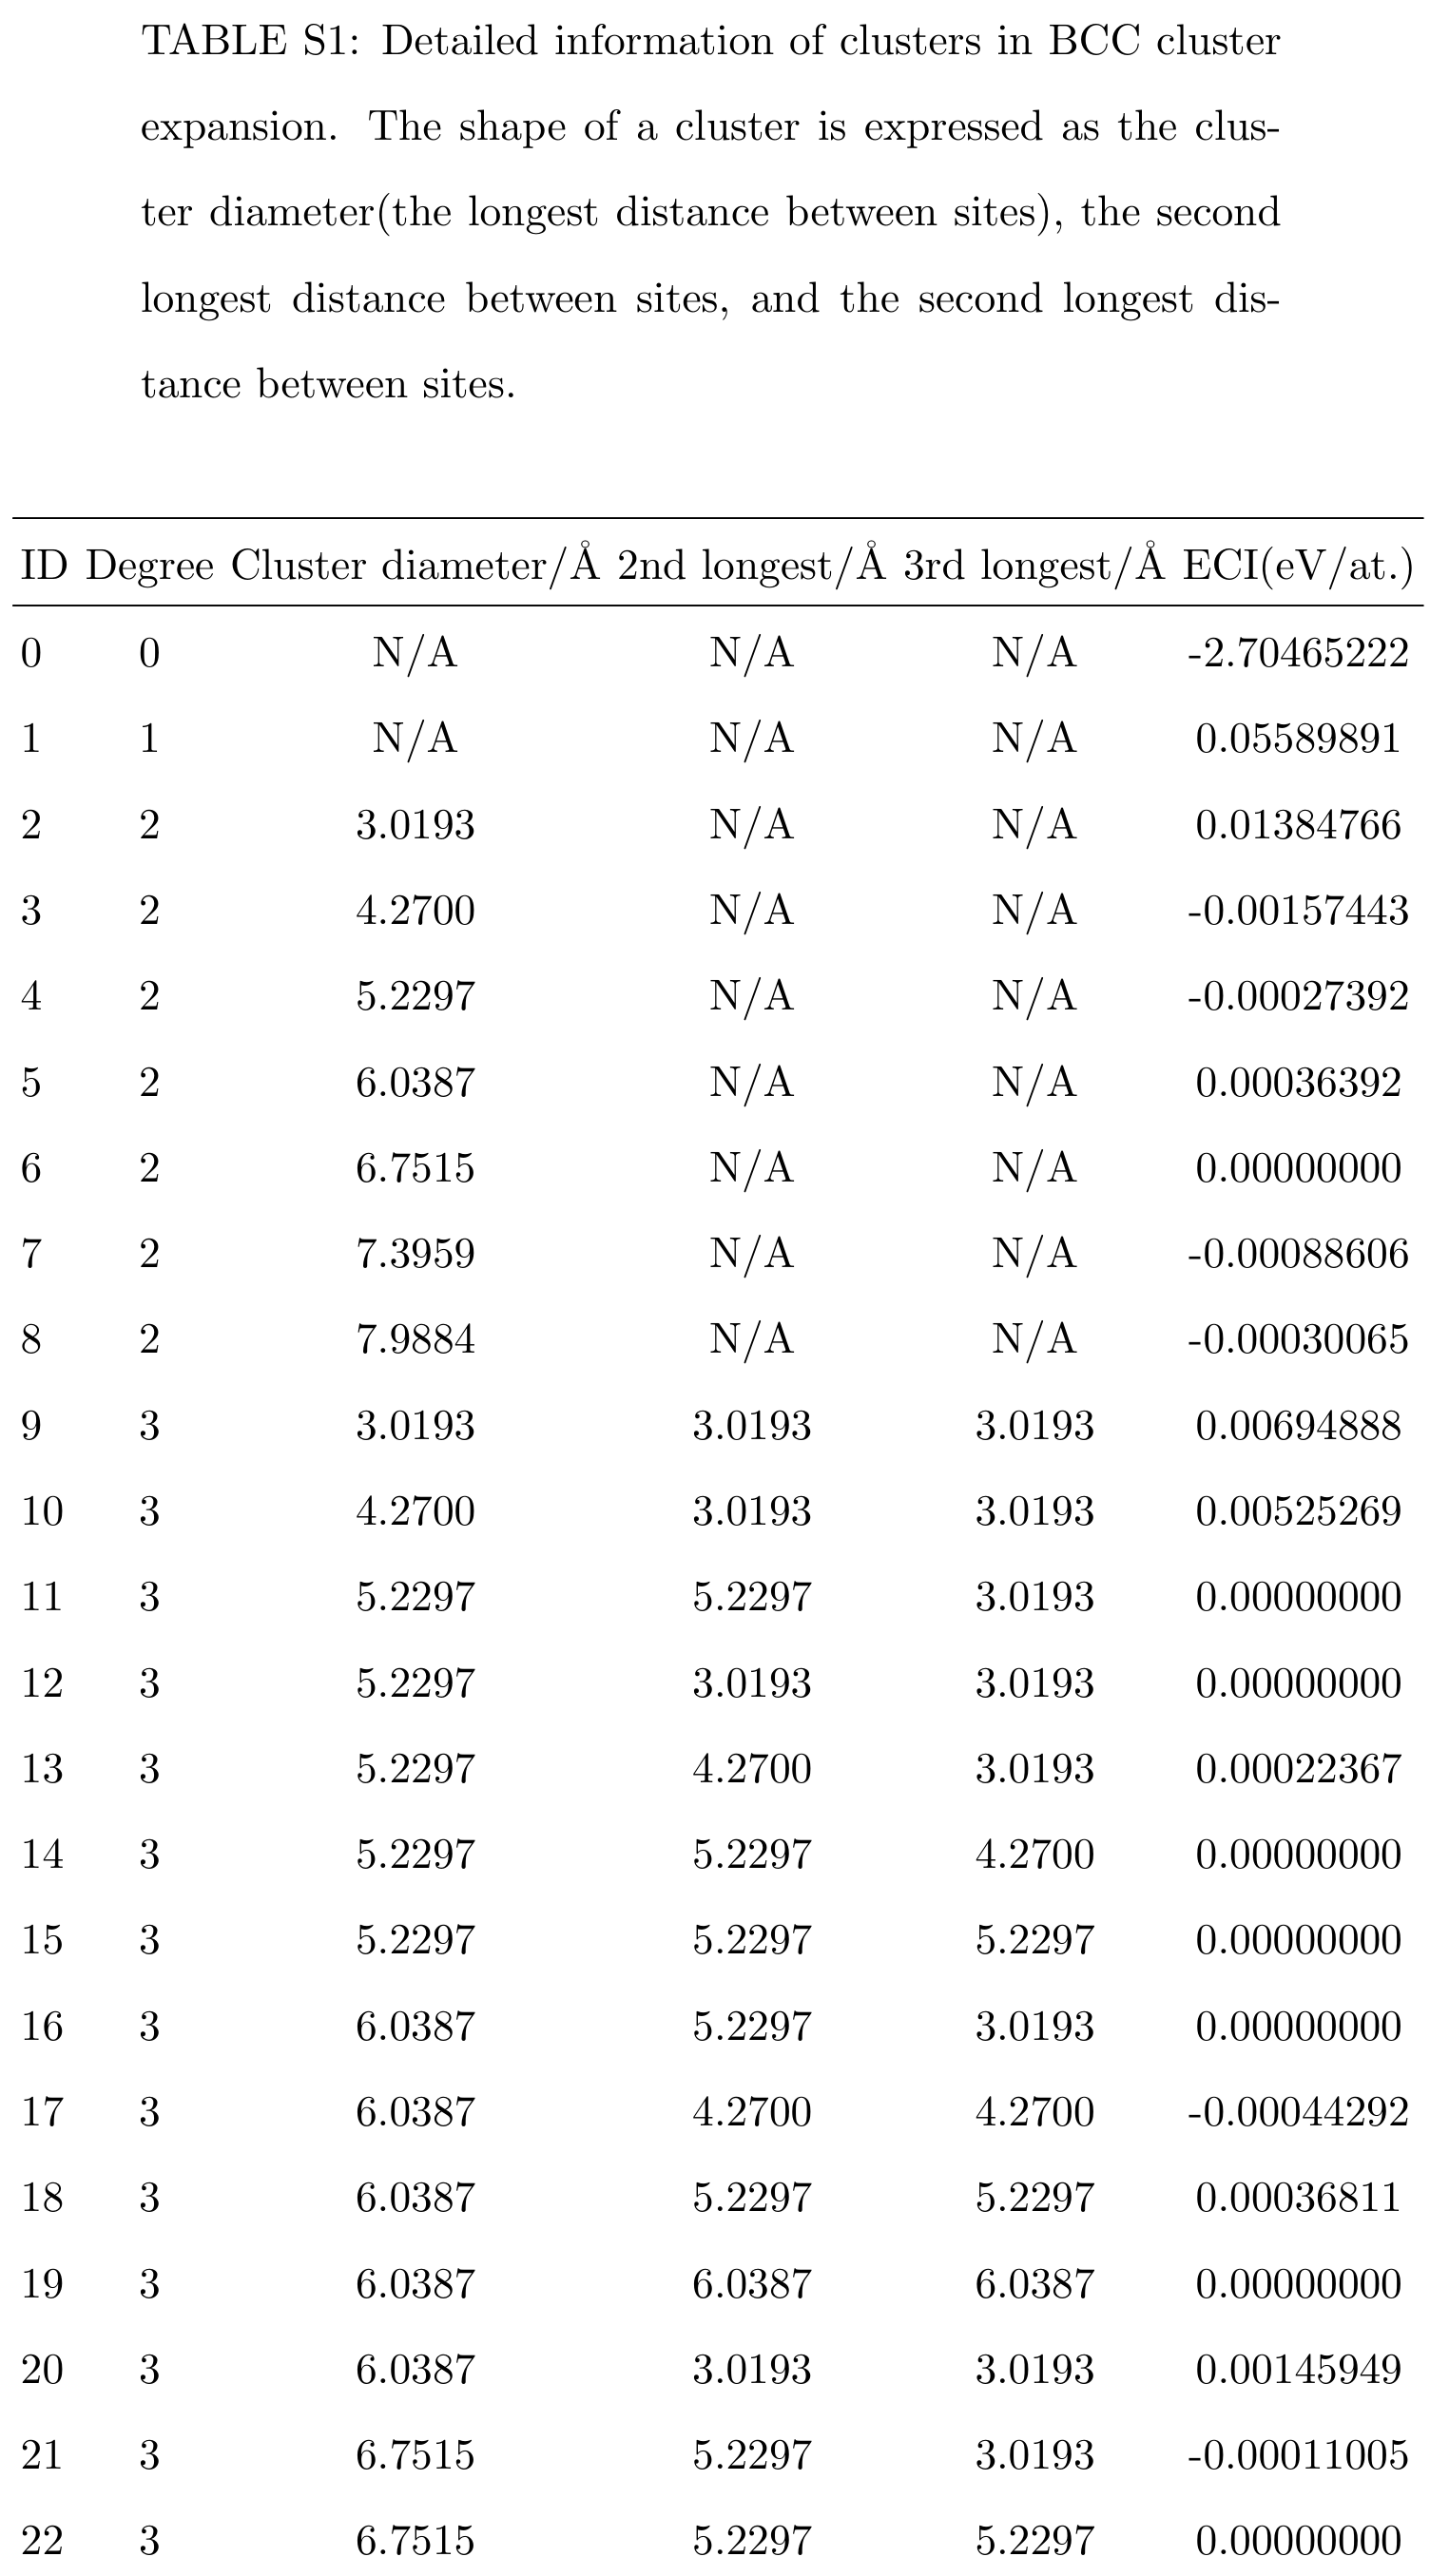 TABLE S1: Detailed information of clusters in BCC cluster
expansion. The shape of a cluster is expressed as the clus-
ter diameter(the longest distance between sites), the second
longest distance between sites, and the second longest dis-
tance between sites.
ID Degree Cluster diameter/Å 2nd longest/Å 3rd longest/Å ECI(eV/at.)
0 0 N/A N/A N/A -2.70465222
1 1 N/A N/A N/A 0.05589891
2 2 3.0193 N/A N/A 0.01384766
3 2 4.2700 N/A N/A -0.00157443
4 2 5.2297 N/A N/A -0.00027392
5 2 6.0387 N/A N/A 0.00036392
6 2 6.7515 N/A N/A 0.00000000
7 2 7.3959 N/A N/A -0.00088606
8 2 7.9884 N/A N/A -0.00030065
9 3 3.0193 3.0193 3.0193 0.00694888
10 3 4.2700 3.0193 3.0193 0.00525269
11 3 5.2297 5.2297 3.0193 0.00000000
12 3 5.2297 3.0193 3.0193 0.00000000
13 3 5.2297 4.2700 3.0193 0.00022367
14 3 5.2297 5.2297 4.2700 0.00000000
15 3 5.2297 5.2297 5.2297 0.00000000
16 3 6.0387 5.2297 3.0193 0.00000000
17 3 6.0387 4.2700 4.2700 -0.00044292
18 3 6.0387 5.2297 5.2297 0.00036811
19 3 6.0387 6.0387 6.0387 0.00000000
20 3 6.0387 3.0193 3.0193 0.00145949
21 3 6.7515 5.2297 3.0193 -0.00011005
22 3 6.7515 5.2297 5.2297 0.00000000